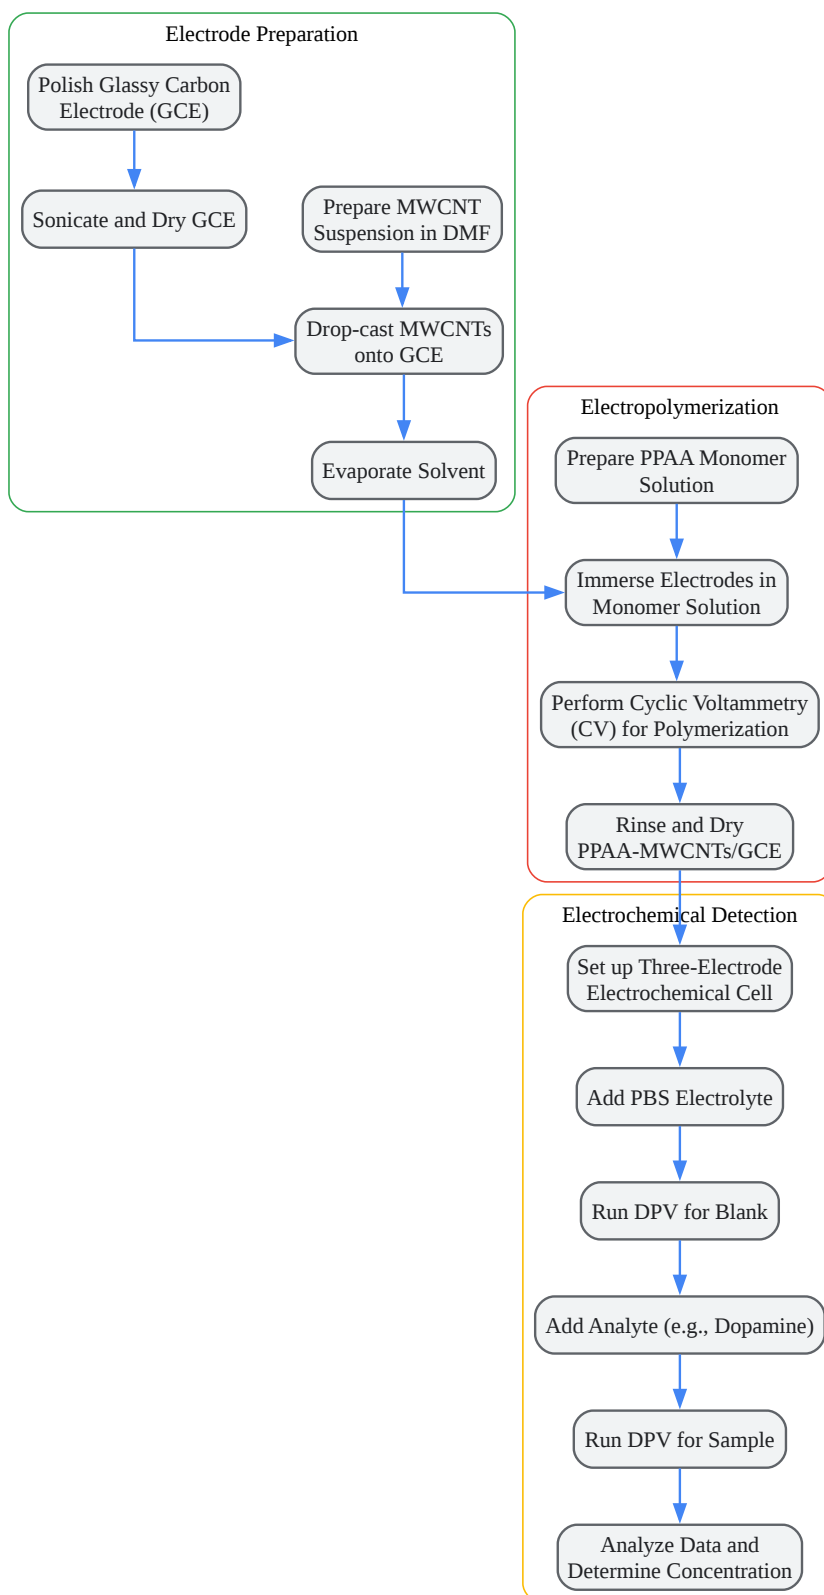 Electrode Preparation
Polish Glassy Carbon
Electrode (GCE)
Sonicate and Dry GCE
Prepare MWCNT
Suspension in DMF
Drop-cast MWCNTs
onto GCE
Evaporate Solvent
Electropolymerization
Prepare PPAA Monomer
Solution
Immerse Electrodes in
Monomer Solution
Perform Cyclic Voltammetry
(CV) for Polymerization
Rinse and Dry
PPAA-MWCNTs/GCE
Electrochemical Detection
Set up Three-Electrode
Electrochemical Cell
Add PBS Electrolyte
Run DPV for Blank
Add Analyte (e.g., Dopamine)
Run DPV for Sample
Analyze Data and
Determine Concentration